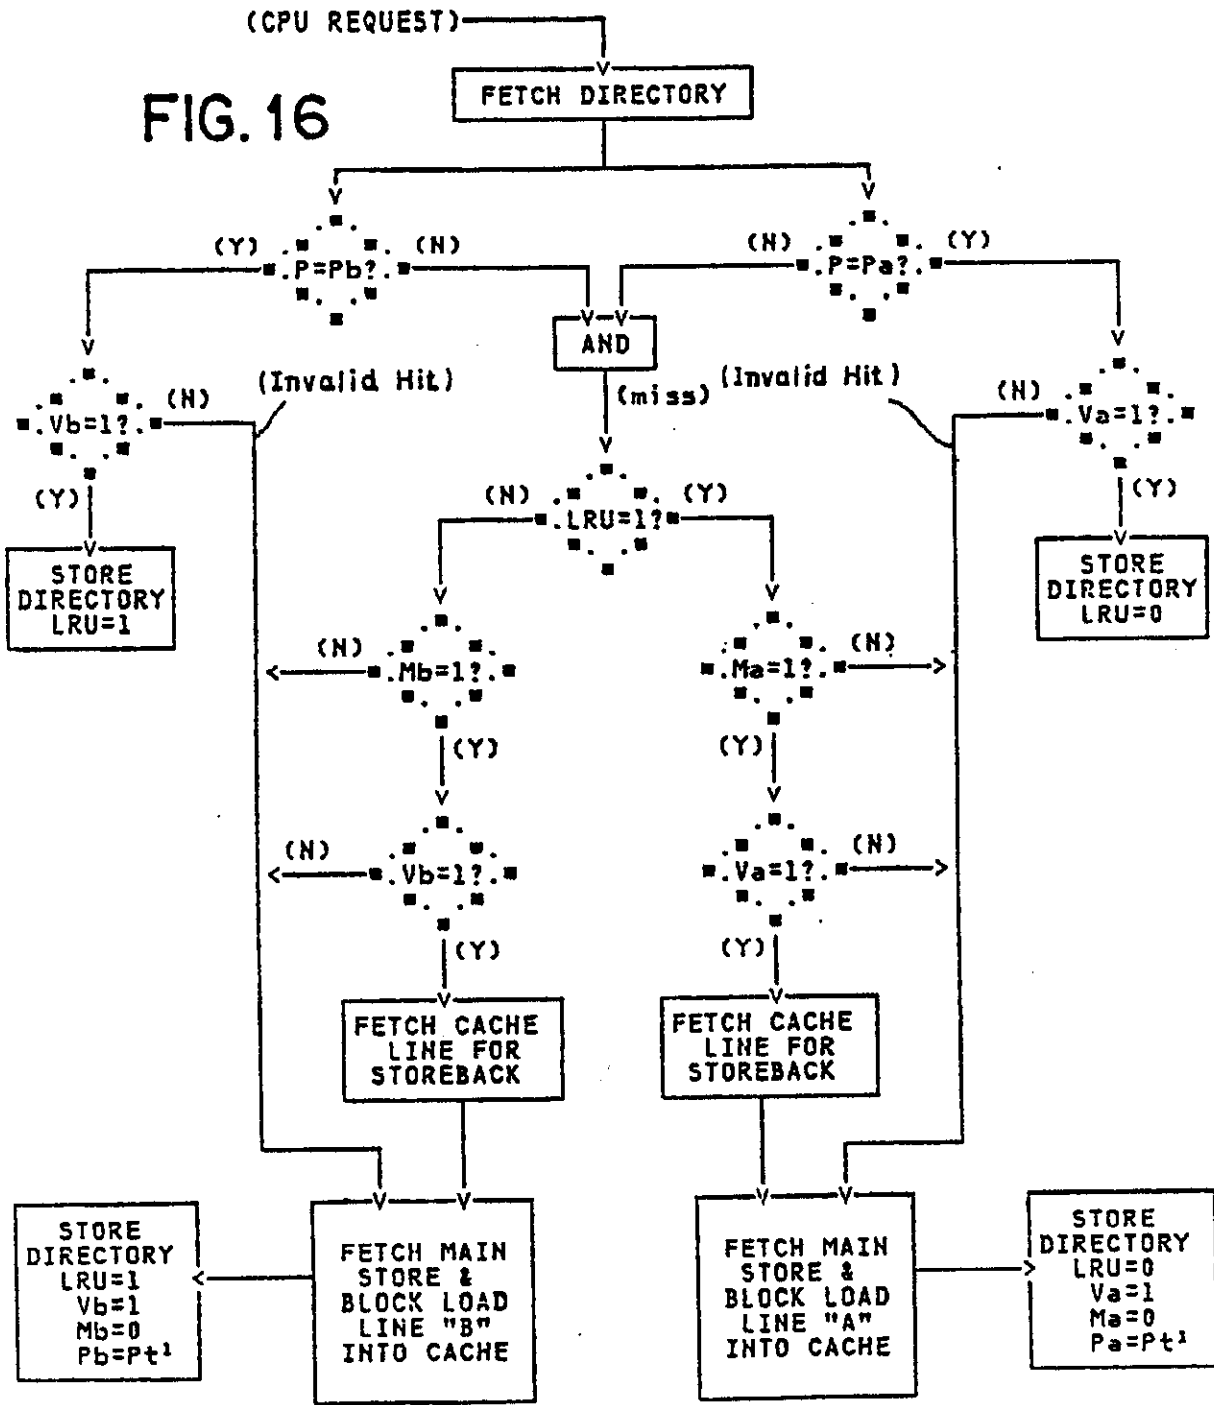 (CPU REQUEST)
FETCH DIRECTORY
FIG. 16
(Y)
P=Pb?
(N)
(N)
P=Pa?
(Y)
AND
(Invalid Hit)
(miss)
(Invalid Hit)
Vb=1?
(N)
(N)
Va=1?
(Y)
(Y)
(N)
LRU=1?
(Y)
STORE
DIRECTORY
LRU=1
STORE
DIRECTORY
LRU=0
(N)
Mb=1?
Ma=1?
(N)
(Y)
(Y)
(N)
Vb=1?
Va=1?
(N)
(Y)
(Y)
FETCH CACHE
LINE FOR
STOREBACK
FETCH CACHE
LINE FOR
STOREBACK
STORE
DIRECTORY
LRU=1
Vb=1
Mb=0
Pb=Pt¹
FETCH MAIN
STORE &
BLOCK LOAD
LINE "B"
INTO CACHE
FETCH MAIN
STORE &
BLOCK LOAD
LINE "A"
INTO CACHE
STORE
DIRECTORY
LRU=0
Va=1
Ma=0
Pa=Pt¹